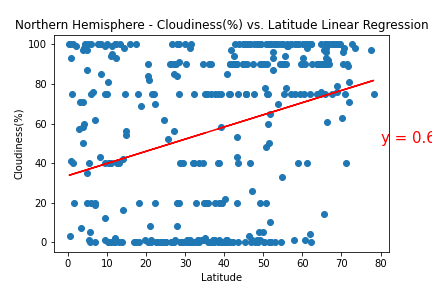 Northern Hemisphere - Cloudiness(%) vs. Latitude Linear Regression
100
80
60
40
20
0
Cloudiness(%)
y = 0.6
0 10 20 30 40 50 60 70 80
Latitude